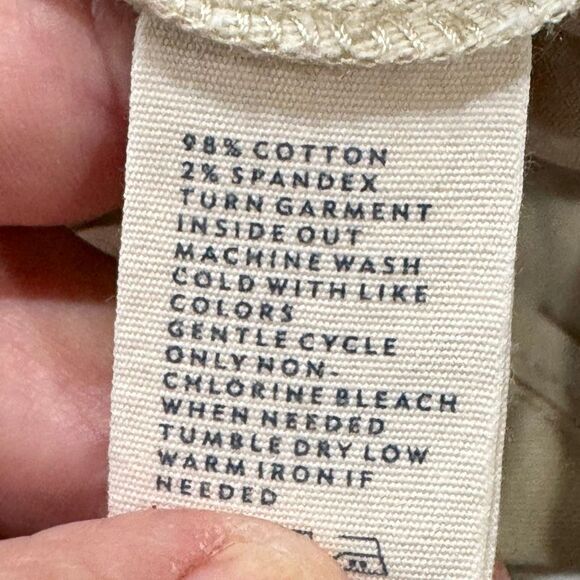 98% COTTON
2% SPANDEX
TURN GARMENT
INSIDE OUT
MACHINE WASH
COLD WITH LIKE
COLORS
GENTLE CYCLE
ONLY NON-
CHLORINE BLEACH
WHEN NEEDED
TUMBLE DRY LOW
WARM IRON IF
NEEDED